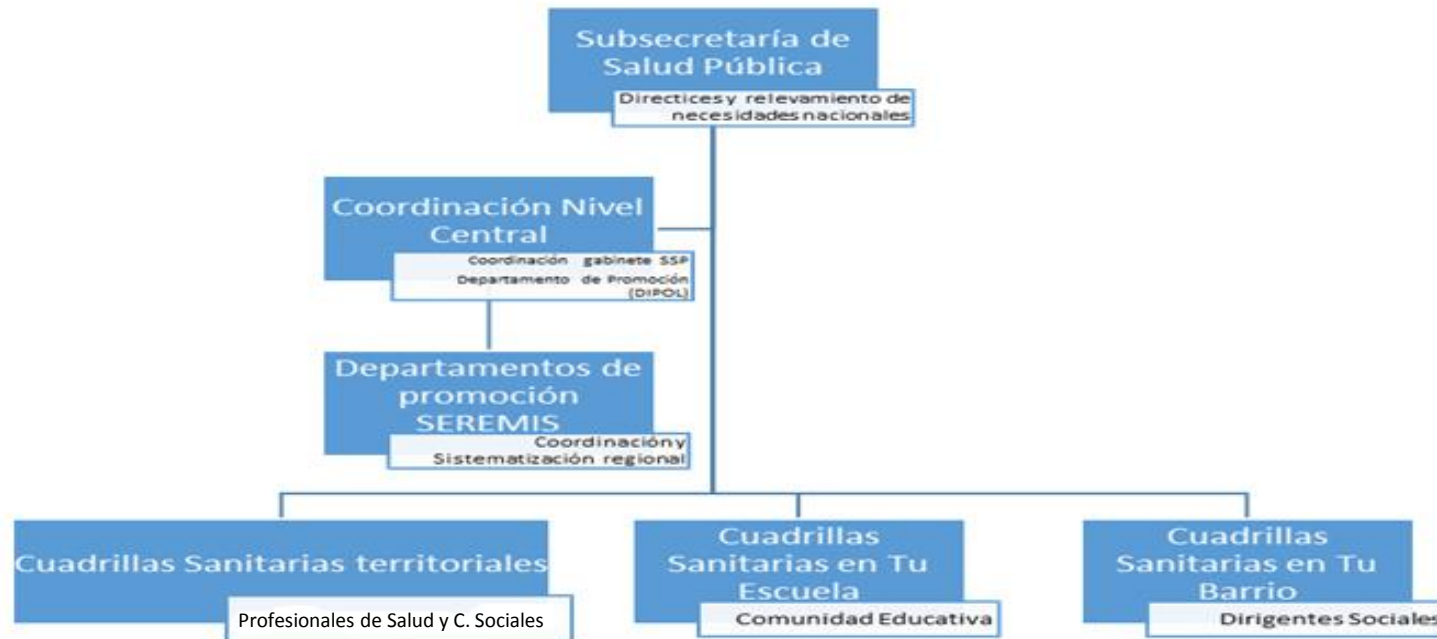 Subsecretaría de
Salud Pública
Directices y relevamiento de
necesidades nacionales
Coordinación Nivel
Central
Coordinación gabinete SSP
Departamento de Promoción
(DIPOL)
Departamentos de
promoción
SEREMIS
Coordinación y
Sistematización regional
Cuadrillas Sanitarias territoriales
Profesionales de Salud y C. Sociales
Cuadrillas
Sanitarias en Tu
Escuela
Comunidad Educativa
Cuadrillas
Sanitarias en Tu
Barrio
Dirigentes Sociales